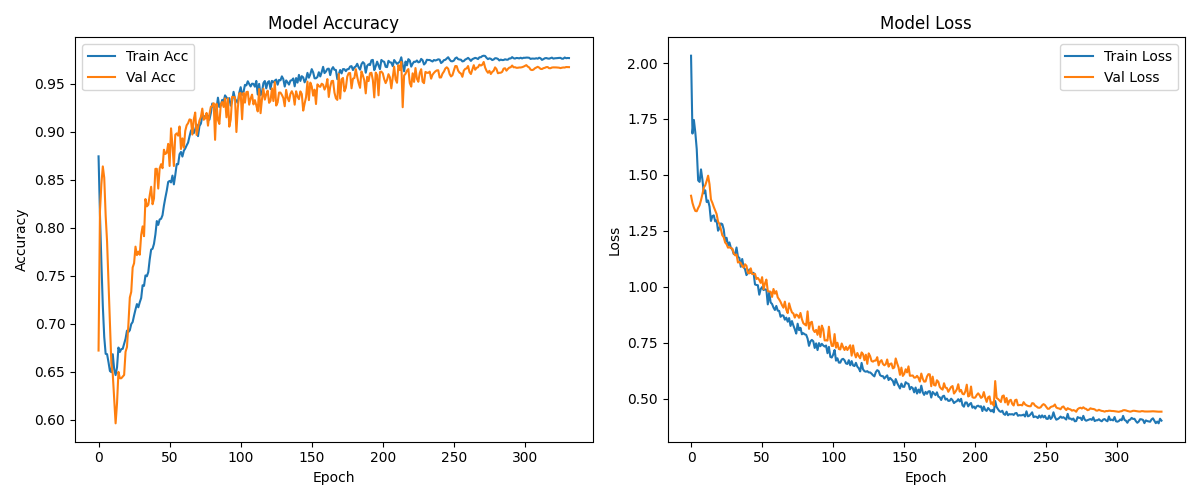 Model Accuracy
Train Acc
Val Acc
0.95
0.90
0.85
0.80
0.75
0.70
0.65
0.60
Accuracy
0 50 100 150 200 250 300
Epoch
Model Loss
Train Loss
Val Loss
2.00
1.75
1.50
1.25
1.00
0.75
0.50
Loss
0 50 100 150 200 250 300
Epoch